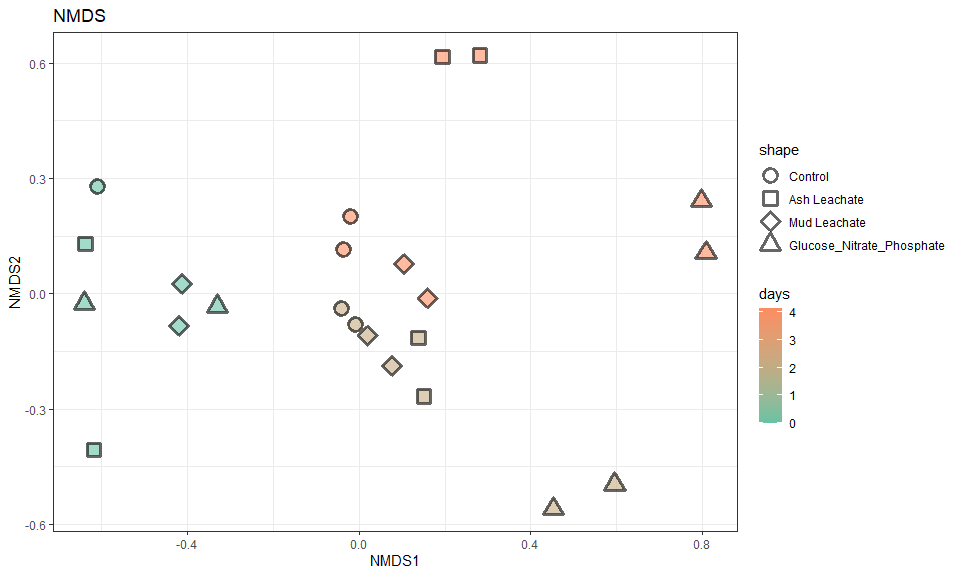 NMDS
0.6
0.3
0.0
-0.3
-0.6
NMDS2
-0.4
0.0
0.4
0.8
NMDS1
shape
Control
Ash Leachate
Mud Leachate
Glucose_Nitrate_Phosphate
days
4
3
2
1
0